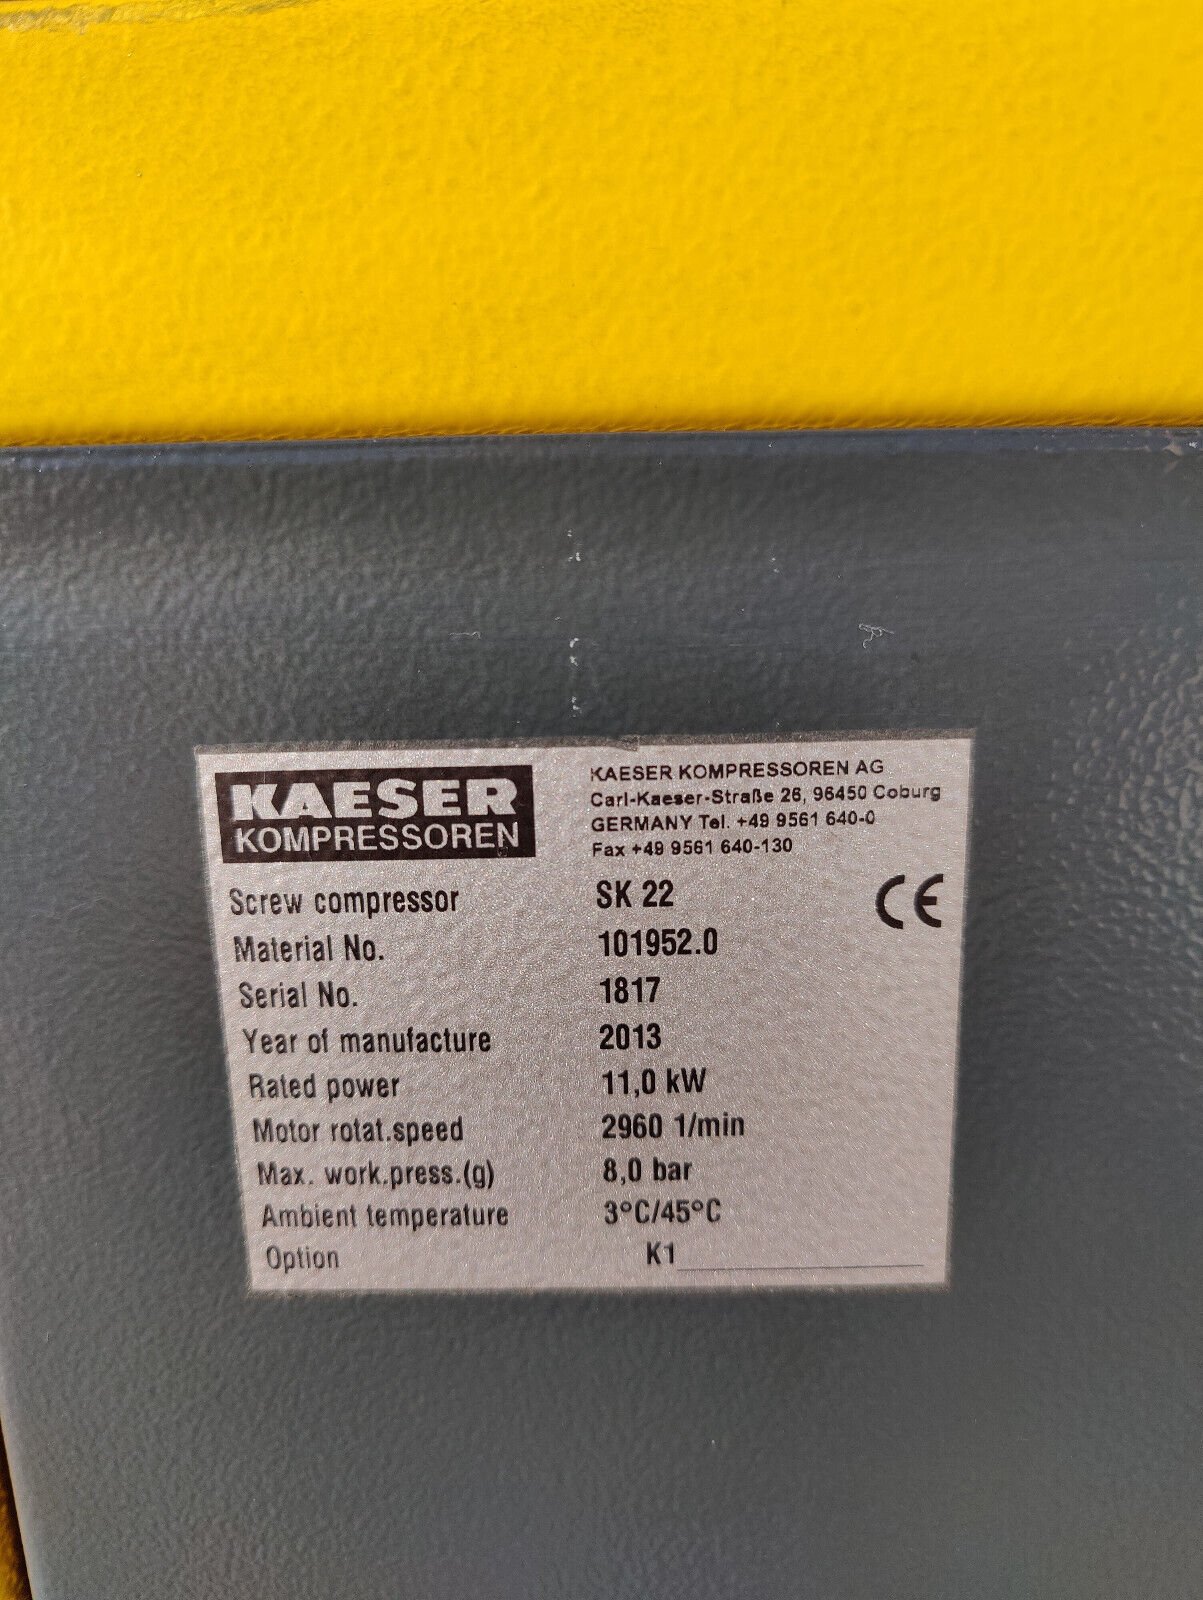 KAESER
KOMPRESSOREN
KAESER KOMPRESSOREN AG
Carl-Kaeser-Straße 26, 96450 Coburg
GERMANY Tel. +49 9561 640-0
Fax +49 9561 640-130
CE
Screw compressor SK 22
Material No. 101952.0
Serial No. 1817
Year of manufacture 2013
Rated power 11,0 kW
Motor rotat.speed 2960 1/min
Max. work.press.(g) 8,0 bar
Ambient temperature 3°C/45°C
Option K1